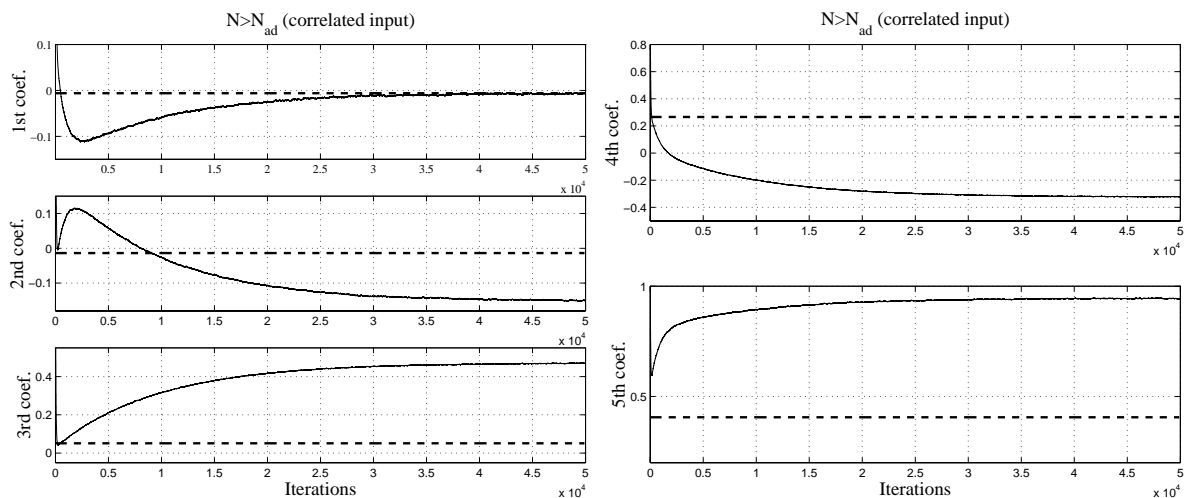 N>N_ad (correlated input)
0.1
0
−0.1
1st coef.
0.5 1 1.5 2 2.5 3 3.5 4 4.5 5
x 10^4
0.1
0
−0.1
2nd coef.
0 0.5 1 1.5 2 2.5 3 3.5 4 4.5 5
x 10^4
0.4
0.2
0
3rd coef.
0 0.5 1 1.5 2 2.5 3 3.5 4 4.5 5
Iterations
x 10^4
N>N_ad (correlated input)
0.8
0.6
0.4
0.2
0
−0.2
−0.4
4th coef.
0 0.5 1 1.5 2 2.5 3 3.5 4 4.5 5
x 10^4
1
0.5
5th coef.
0 0.5 1 1.5 2 2.5 3 3.5 4 4.5 5
Iterations
x 10^4